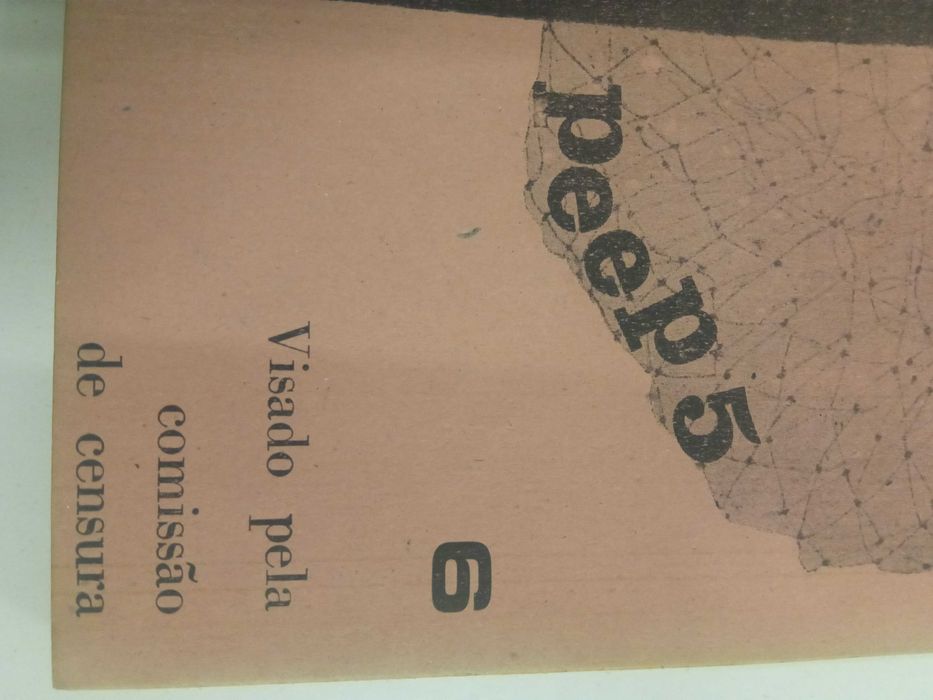 peep 5
6
Visado pela
comissão
de censura